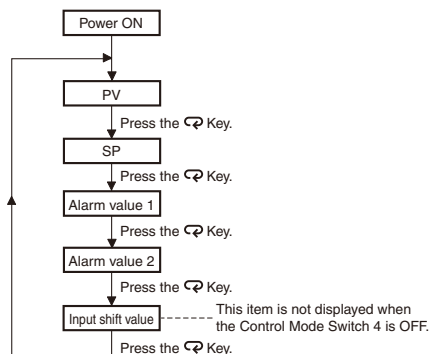 Power ON
PV
Press the Key.
SP
Press the Key.
Alarm value 1
Press the Key.
Alarm value 2
Press the Key.
Input shift value
This item is not displayed when
the Control Mode Switch 4 is OFF.
Press the Key.